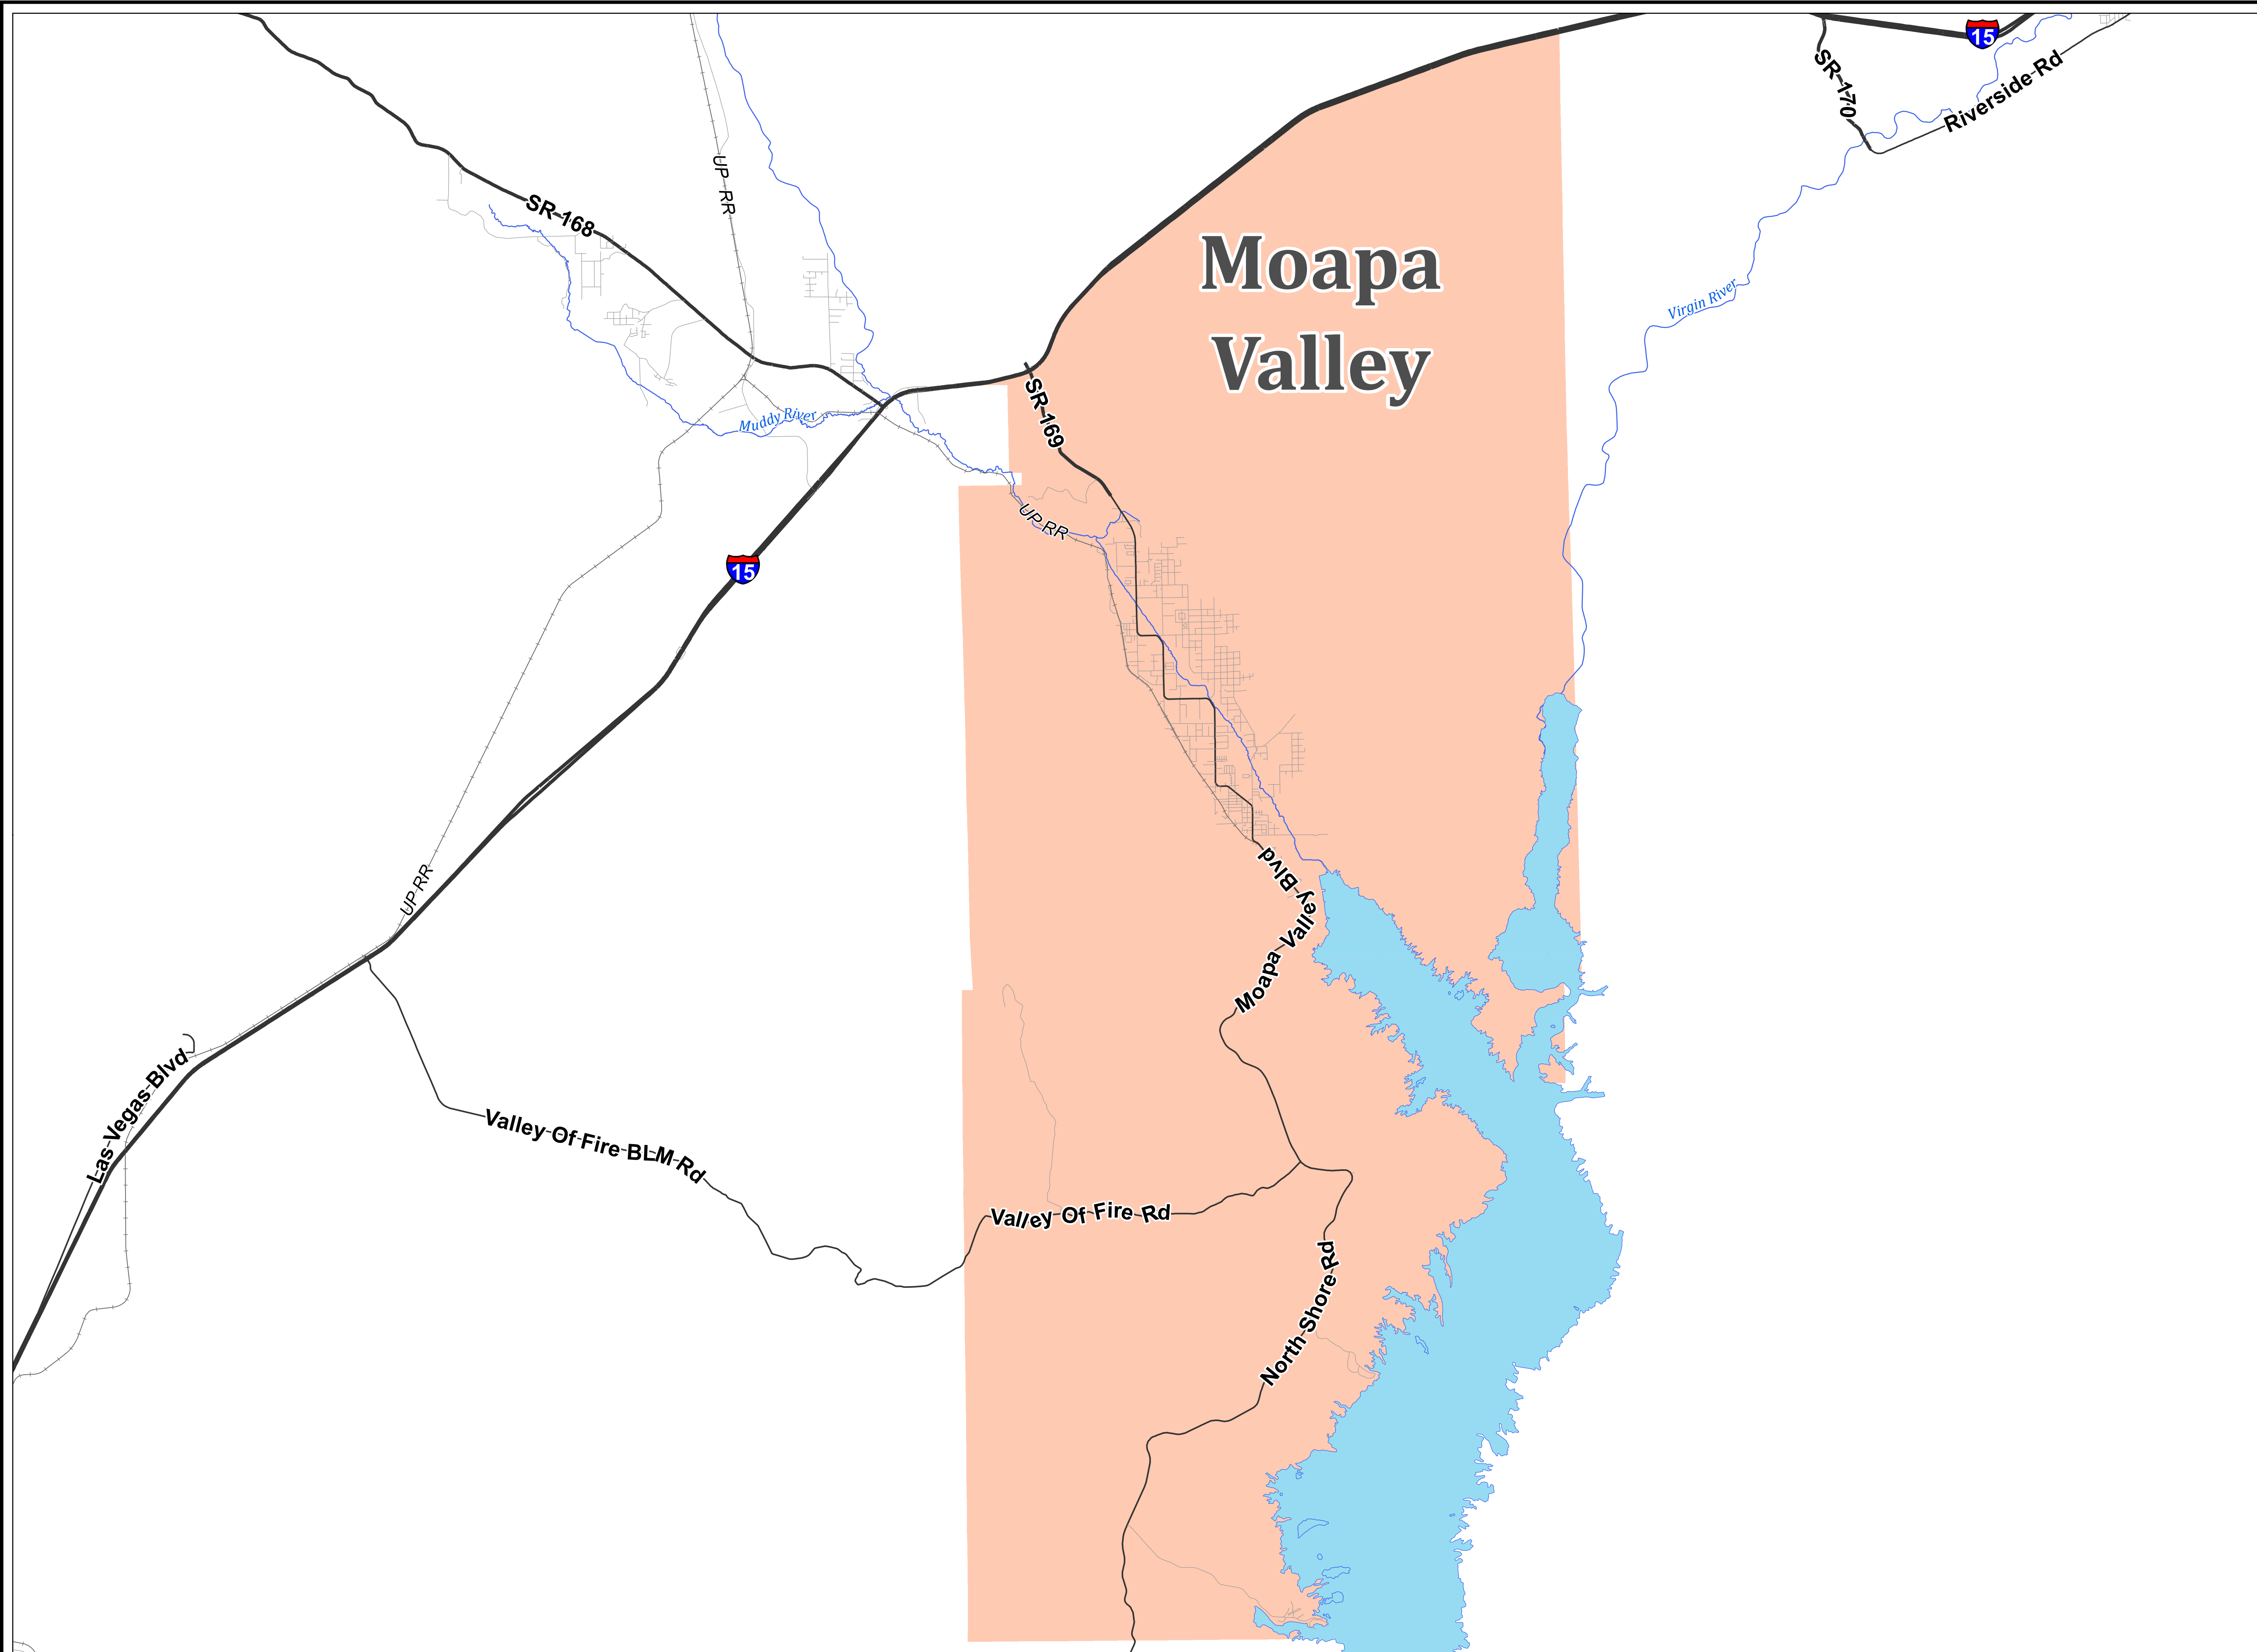 15
SR 170
Riverside Rd
UP RR
SR 168
Moapa
Valley
Virgin River
SR 169
Muddy River
UP RR
15
UP RR
Moapa Valley Blvd
Las Vegas Blvd
Valley Of Fire BLM Rd
Valley Of Fire Rd
North Shore Rd